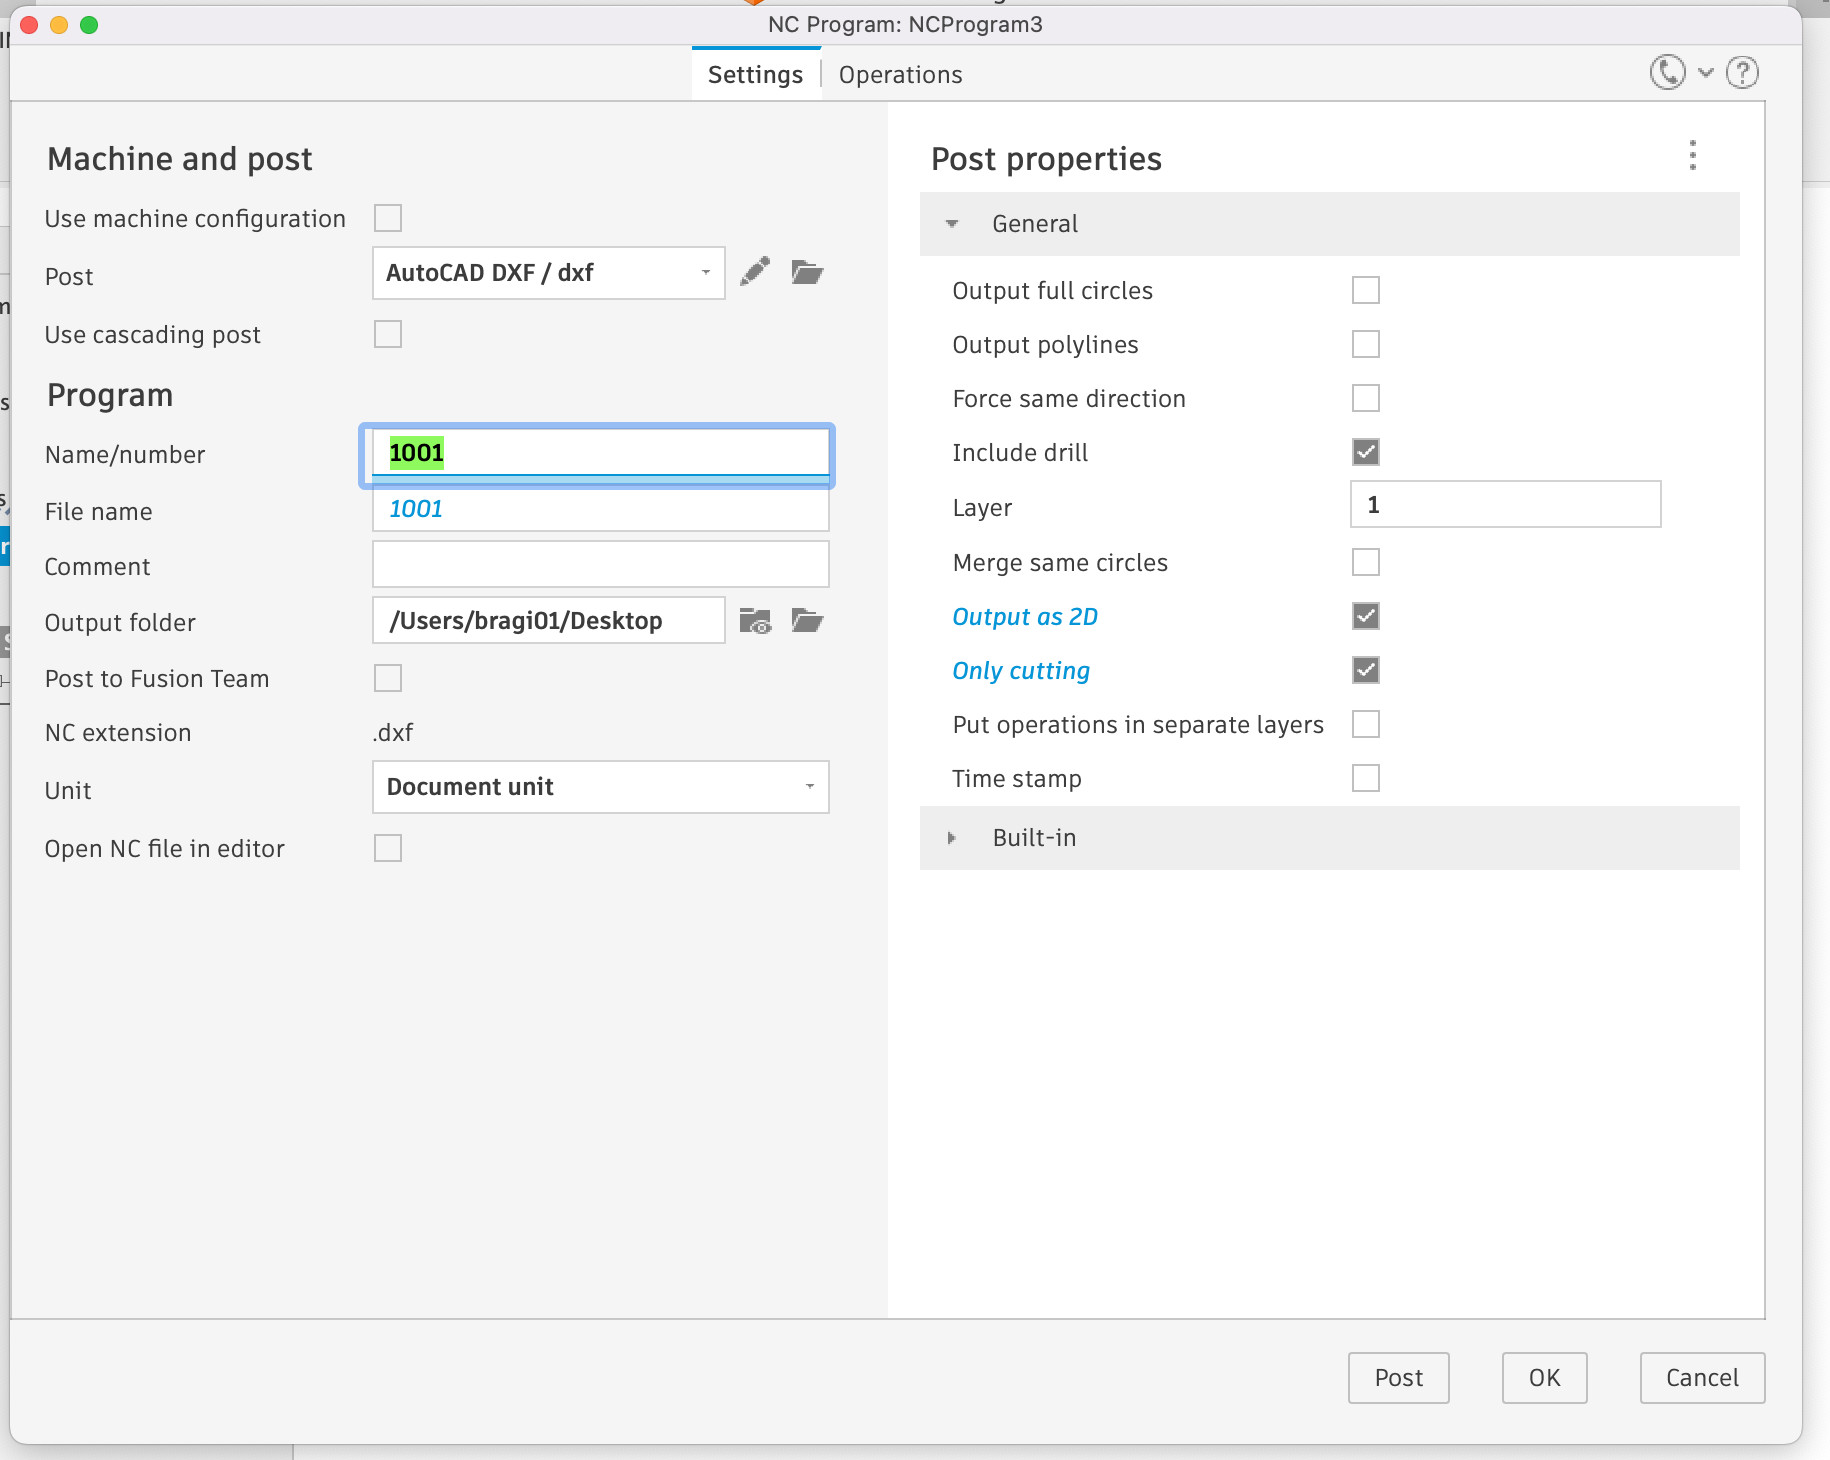 NC Program: NCProgram3
Settings
Operations
Machine and post
Use machine configuration
Post
AutoCAD DXF / dxf
Use cascading post
Program
Name/number
1001
File name
1001
Comment
Output folder
/Users/bragi01/Desktop
Post to Fusion Team
NC extension
.dxf
Unit
Document unit
Open NC file in editor
Post properties
General
Output full circles
Output polylines
Force same direction
Include drill
Layer
1
Merge same circles
Output as 2D
Only cutting
Put operations in separate layers
Time stamp
Built-in
Post
OK
Cancel